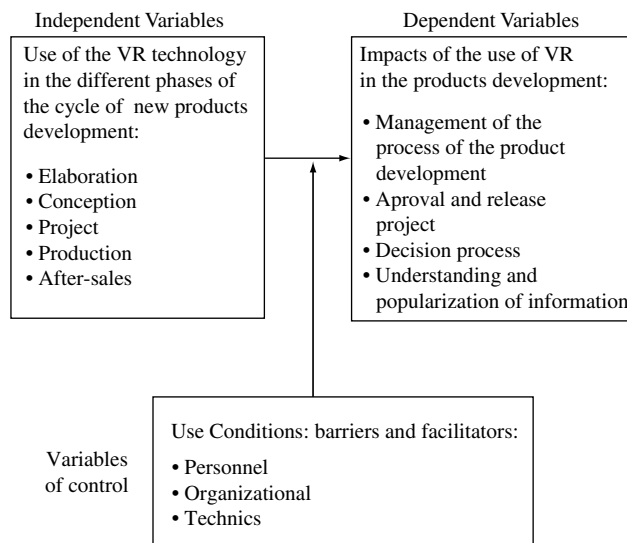 Independent Variables
Use of the VR technology
in the different phases of
the cycle of new products
development:
• Elaboration
• Conception
• Project
• Production
• After-sales
Dependent Variables
Impacts of the use of VR
in the products development:
• Management of the
process of the product
development
• Aproval and release
project
• Decision process
• Understanding and
popularization of information
Variables
of control
Use Conditions: barriers and facilitators:
• Personnel
• Organizational
• Technics